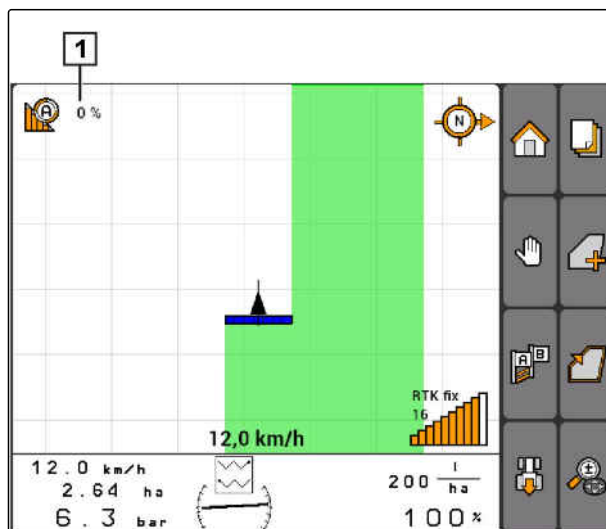 1
A
0 %
N
A B
RTK fix
16
12,0 km/h
12.0 km/h
2.64 ha
6.3 bar
200 l/ha
100 %